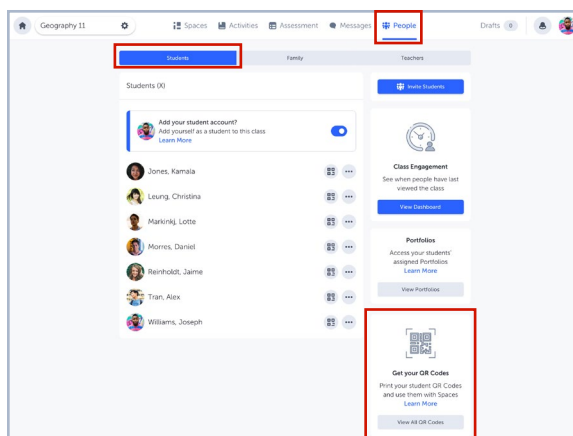 Geography 11
Spaces
Activities
Assessment
Messages
People
Drafts 0
Students
Family
Teachers
Students (X)
Invite Students
Add your student account?
Add yourself as a student to this class
Learn More
Jones, Kamala
Leung, Christina
Markinkj, Lotte
Morres, Daniel
Reinholdt, Jaime
Tran, Alex
Williams, Joseph
Class Engagement
See when people have last
viewed the class
View Dashboard
Portfolios
Access your students'
assigned Portfolios
Learn More
View Portfolios
Get your QR Codes
Print your student QR Codes
and use them with Spaces
Learn More
View All QR Codes